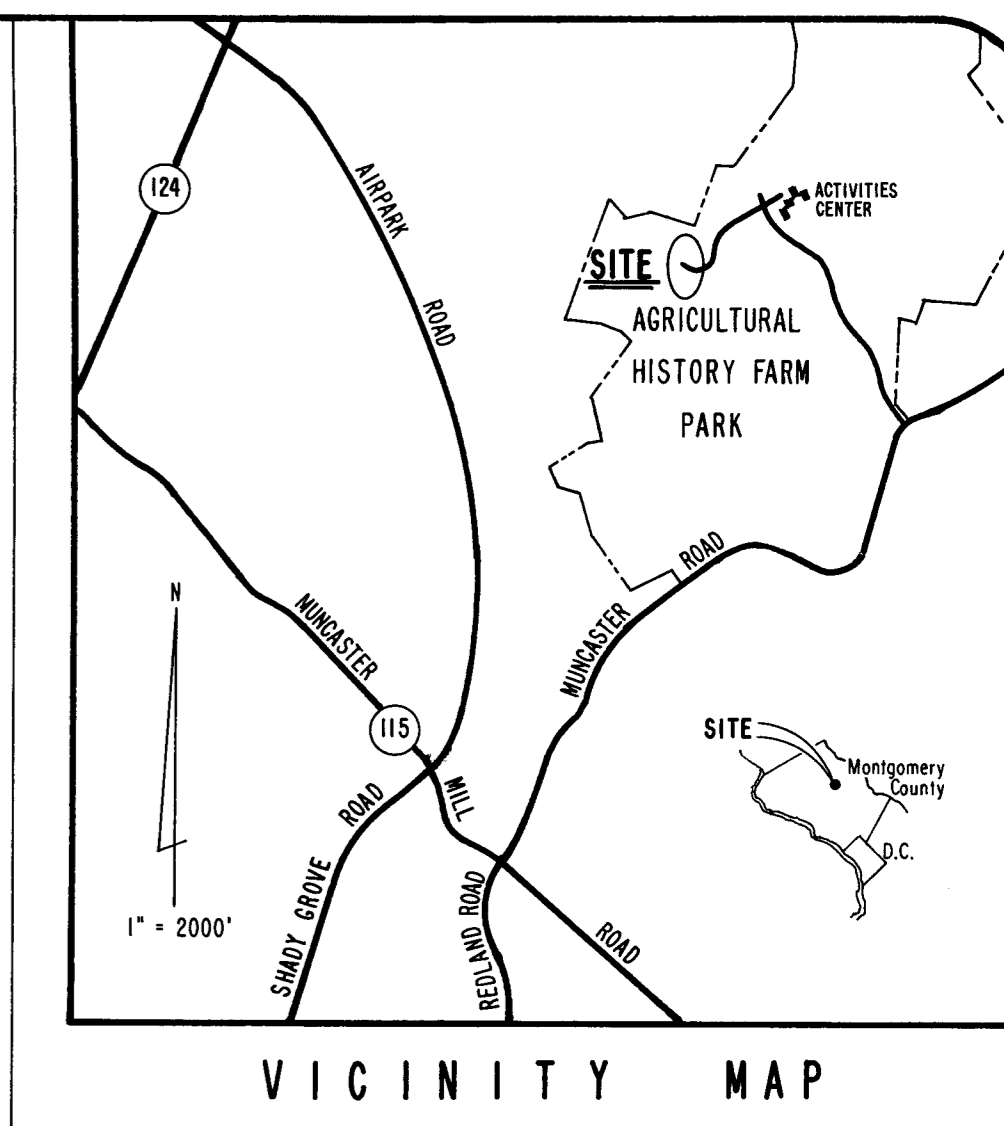 124
AIRPARK
ROAD
ACTIVITIES
CENTER
SITE
AGRICULTURAL
HISTORY FARM
PARK
N
MUNCASTER
115
MILL
ROAD
MUNCASTER
ROAD
SITE
Montgomery
County
D.C.
1" = 2000'
SHADY GROVE
ROAD
REDLAND ROAD
VICINITY MAP